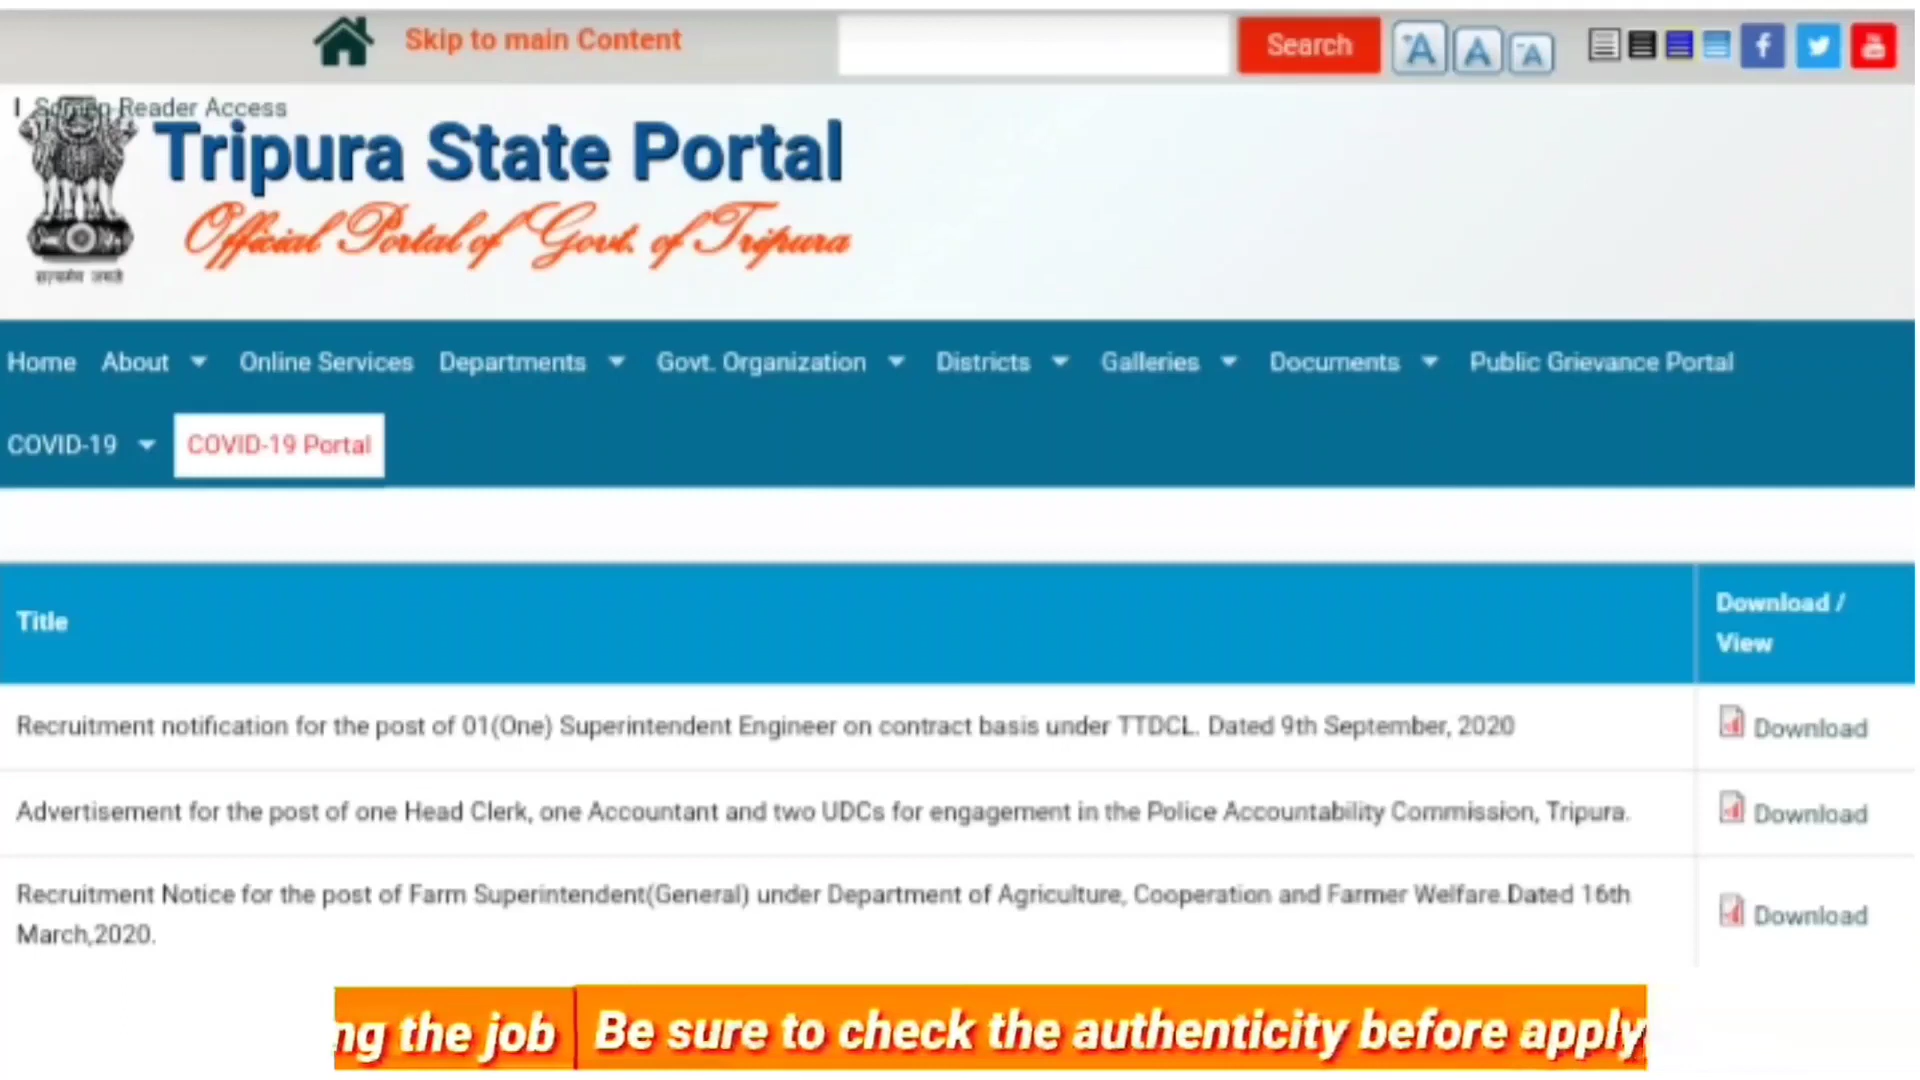 Skip to main Content
Search
A A A
| Screen Reader Access
Tripura State Portal
Official Portal of Govt. of Tripura
सत्यमेव जयते
Home About Online Services Departments Govt. Organization Districts Galleries Documents Public Grievance Portal
COVID-19 COVID-19 Portal
Title
Download /
View
Recruitment notification for the post of 01(One) Superintendent Engineer on contract basis under TTDCL. Dated 9th September, 2020
Download
Advertisement for the post of one Head Clerk, one Accountant and two UDCs for engagement in the Police Accountability Commission, Tripura.
Download
Recruitment Notice for the post of Farm Superintendent(General) under Department of Agriculture, Cooperation and Farmer Welfare.Dated 16th
March,2020.
Download
ng the job Be sure to check the authenticity before apply